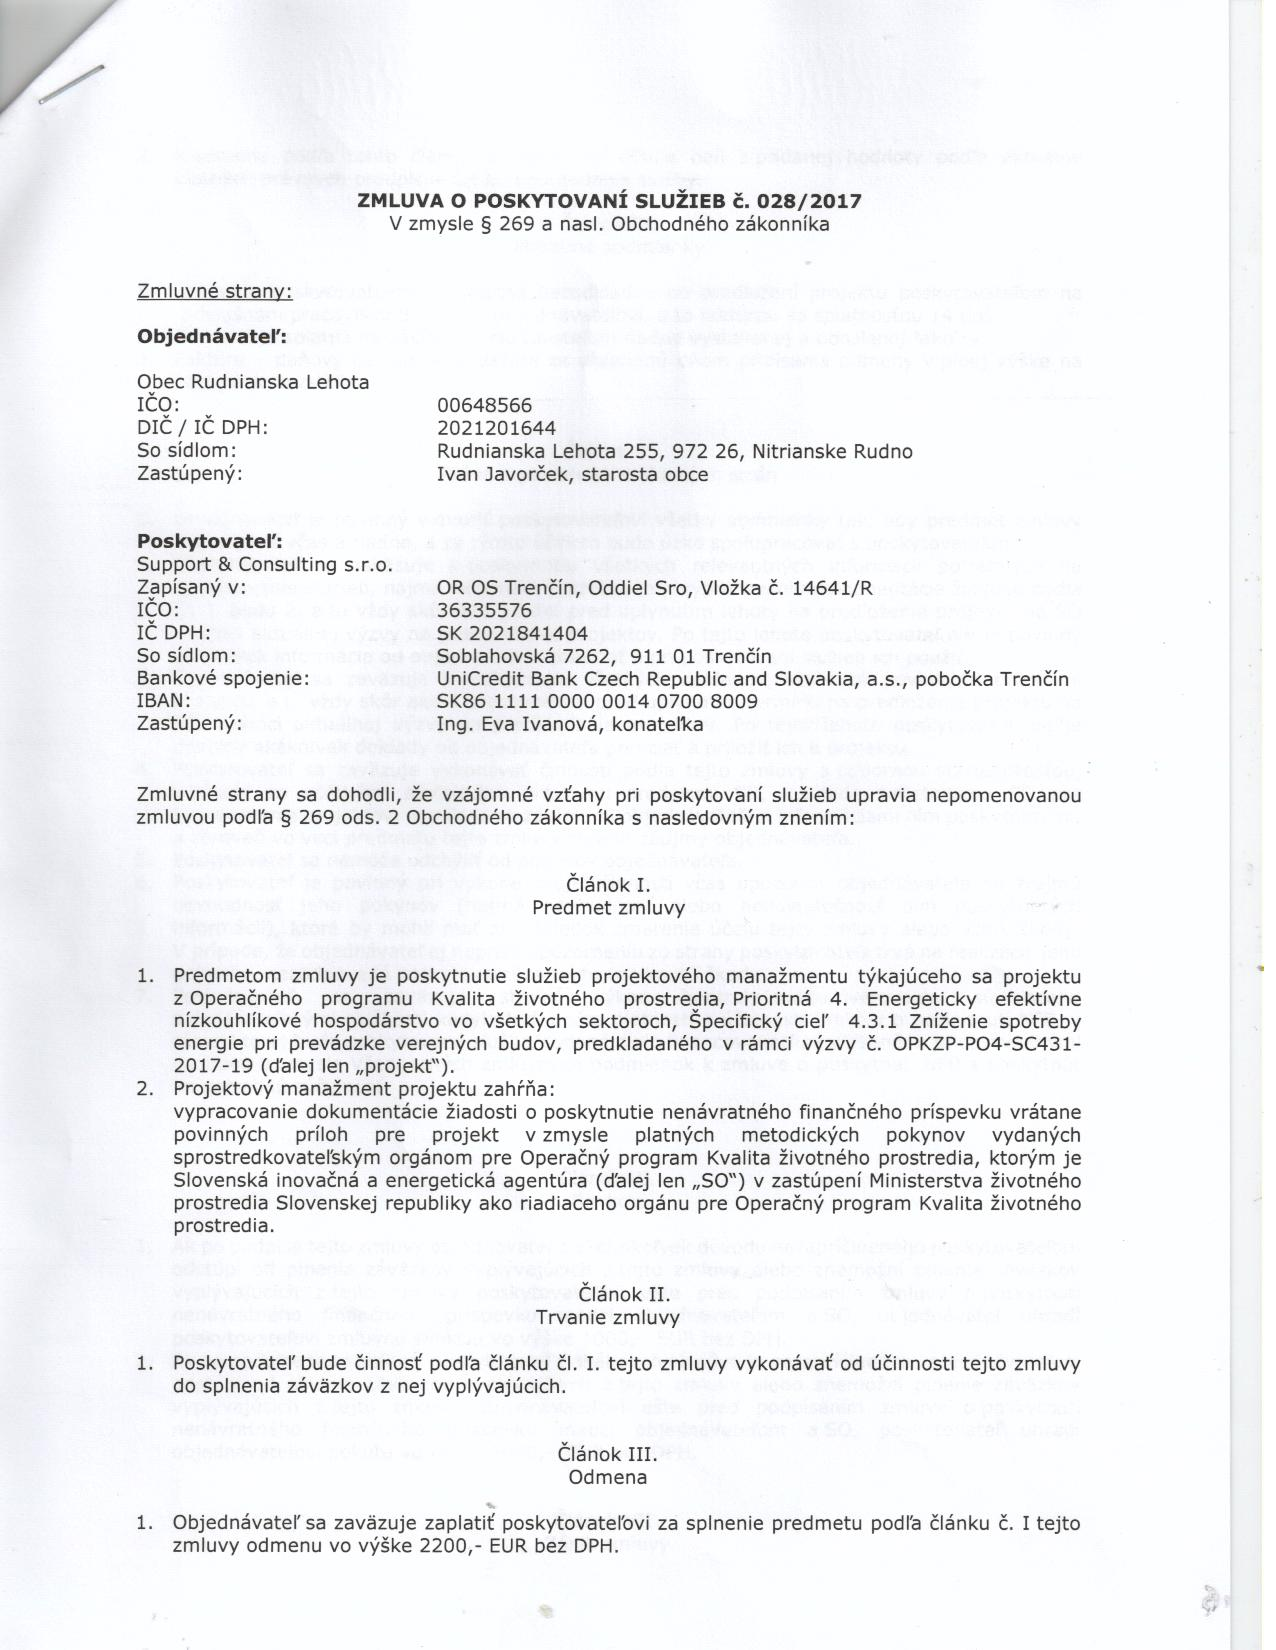 ZMLUVA O POSKYTOVANÍ SLUŽIEB č. 028/2017
V zmysle § 269 a nasl. Obchodného zákonníka
Zmluvné strany:
Objednávateľ:
Obec Rudnianska Lehota
IČO: 00648566
DIČ / IČ DPH: 2021201644
So sídlom: Rudnianska Lehota 255, 972 26, Nitrianske Rudno
Zastúpený: Ivan Javorček, starosta obce
Poskytovateľ:
Support & Consulting s.r.o.
Zapísaný v: OR OS Trenčín, Oddiel Sro, Vložka č. 14641/R
IČO: 36335576
IČ DPH: SK 2021841404
So sídlom: Soblahovská 7262, 911 01 Trenčín
Bankové spojenie: UniCredit Bank Czech Republic and Slovakia, a.s., pobočka Trenčín
IBAN: SK86 1111 0000 0014 0700 8009
Zastúpený: Ing. Eva Ivanová, konateľka
Zmluvné strany sa dohodli, že vzájomné vzťahy pri poskytovaní služieb upravia nepomenovanou
zmluvou podľa § 269 ods. 2 Obchodného zákonníka s nasledovným znením:
Článok I.
Predmet zmluvy
1. Predmetom zmluvy je poskytnutie služieb projektového manažmentu týkajúceho sa projektu
z Operačného programu Kvalita životného prostredia, Prioritná 4. Energeticky efektívne
nízkouhlíkové hospodárstvo vo všetkých sektoroch, Špecifický cieľ 4.3.1 Zníženie spotreby
energie pri prevádzke verejných budov, predkladaného v rámci výzvy č. OPKZP-PO4-SC431-
2017-19 (ďalej len „projekt“).
2. Projektový manažment projektu zahŕňa:
vypracovanie dokumentácie žiadosti o poskytnutie nenávratného finančného príspevku vrátane
povinných príloh pre projekt v zmysle platných metodických pokynov vydaných
sprostredkovateľským orgánom pre Operačný program Kvalita životného prostredia, ktorým je
Slovenská inovačná a energetická agentúra (ďalej len „SO“) v zastúpení Ministerstva životného
prostredia Slovenskej republiky ako riadiaceho orgánu pre Operačný program Kvalita životného
prostredia.
Článok II.
Trvanie zmluvy
1. Poskytovateľ bude činnosť podľa článku čl. I. tejto zmluvy vykonávať od účinnosti tejto zmluvy
do splnenia záväzkov z nej vyplývajúcich.
Článok III.
Odmena
1. Objednávateľ sa zaväzuje zaplatiť poskytovateľovi za splnenie predmetu podľa článku č. I tejto
zmluvy odmenu vo výške 2200,- EUR bez DPH.